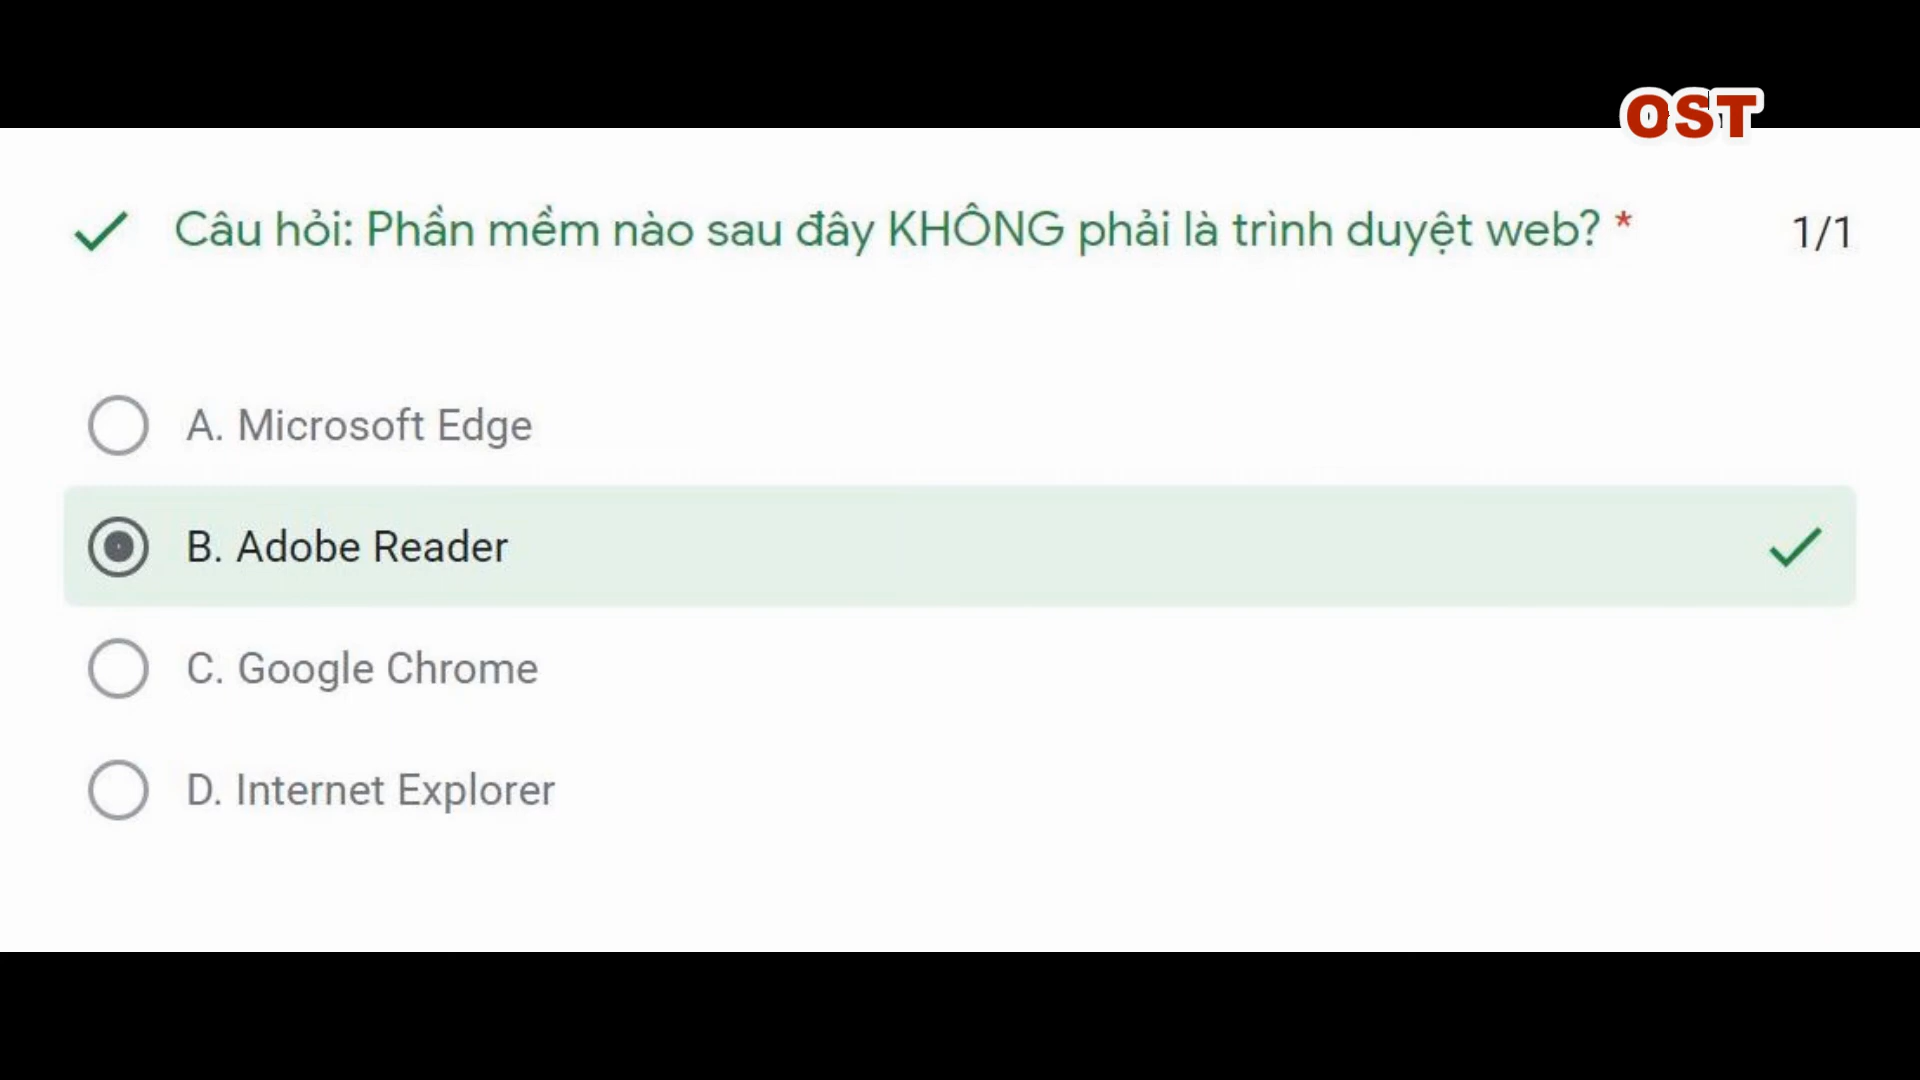 OST
Câu hỏi: Phần mềm nào sau đây KHÔNG phải là trình duyệt web? * 1/1
A. Microsoft Edge
B. Adobe Reader
C. Google Chrome
D. Internet Explorer